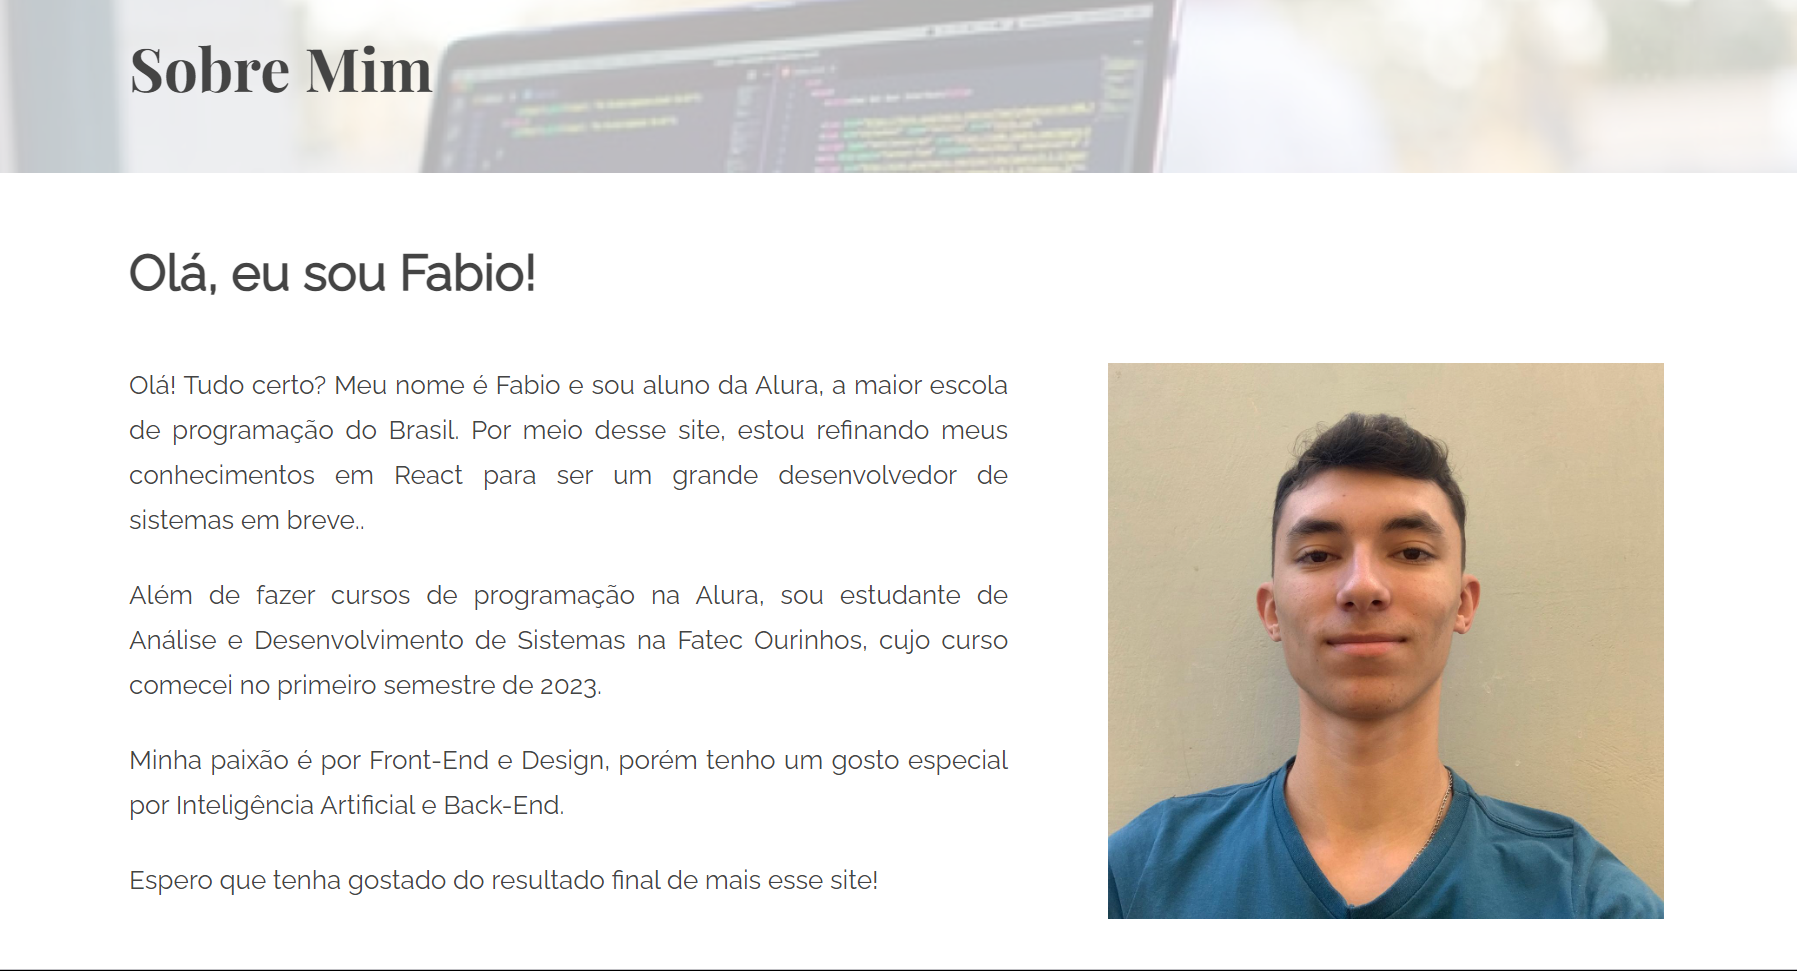 Sobre Mim
Olá, eu sou Fabio!
Olá! Tudo certo? Meu nome é Fabio e sou aluno da Alura, a maior escola
de programação do Brasil. Por meio desse site, estou refinando meus
conhecimentos em React para ser um grande desenvolvedor de
sistemas em breve..
Além de fazer cursos de programação na Alura, sou estudante de
Análise e Desenvolvimento de Sistemas na Fatec Ourinhos, cujo curso
comecei no primeiro semestre de 2023.
Minha paixão é por Front-End e Design, porém tenho um gosto especial
por Inteligência Artificial e Back-End.
Espero que tenha gostado do resultado final de mais esse site!